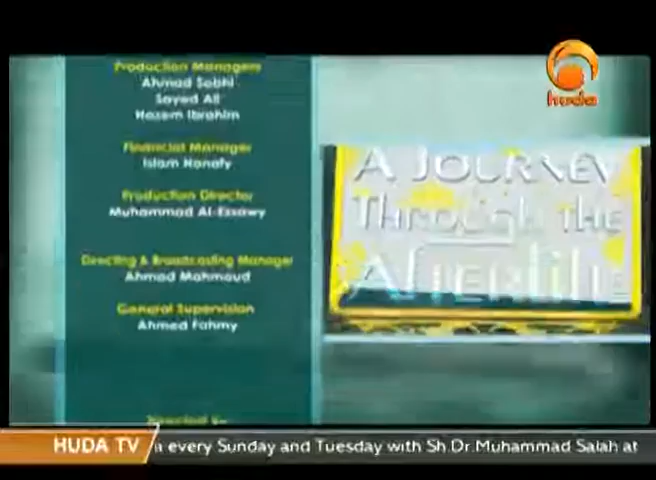 Production Managers
Ahmad Sobhi
Sayed Ali
Hazem Ibrahim
Financial Manager
Islam Hanafy
Production Director
Muhammad Al-Essawy
Directing & Broadcasting Manager
Ahmad Mahmoud
General Supervision
Ahmed Fahmy
huda
A Journey
Through the
Afterlife
HUDA TV
a every Sunday and Tuesday with Sh.Dr.Muhammad Salah at